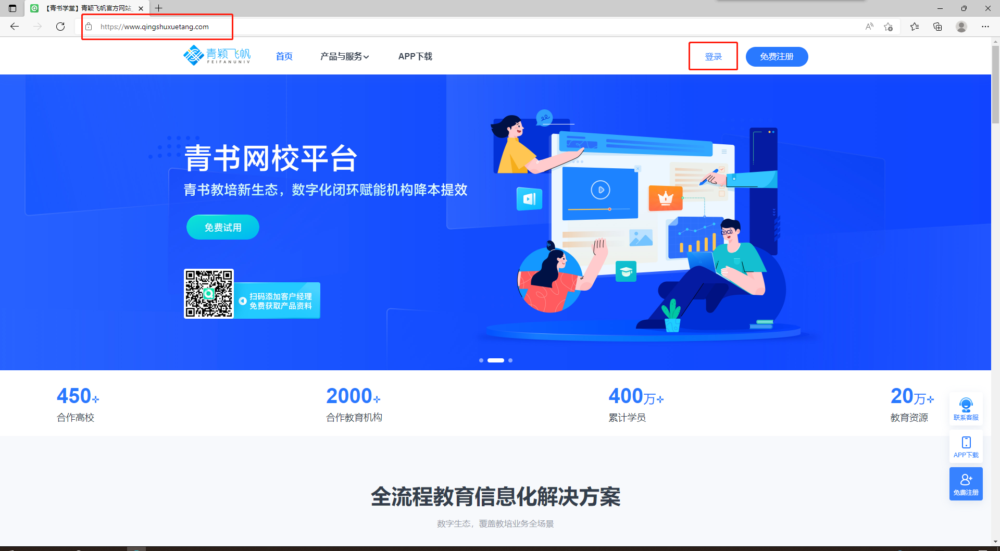 【青书学堂】青颖飞帆官方网站_
https://www.qingshuxuetang.com
青颖飞帆
FEIFANUNIV
首页
产品与服务
APP下载
登录
免费注册
青书网校平台
青书教培新生态，数字化闭环赋能机构降本提效
免费试用
扫码添加客户经理
免费获取产品资料
450+
2000+
400万+
20万+
合作高校
合作教育机构
累计学员
教育资源
联系客服
APP下载
免费注册
全流程教育信息化解决方案
数字生态，覆盖教培业务全场景